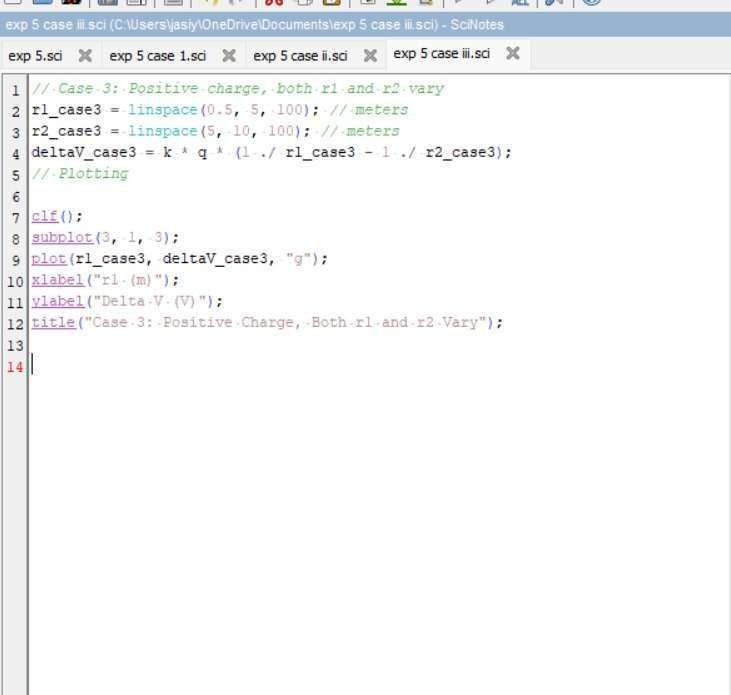 exp 5 case iii.sci (C:\Users\jasiy\OneDrive\Documents\exp 5 case iii.sci) - SciNotes
exp 5.sci exp 5 case 1.sci exp 5 case ii.sci exp 5 case iii.sci
1 // Case 3: Positive charge, both r1 and r2 vary
2 r1_case3 = linspace(0.5, 5, 100); // meters
3 r2_case3 = linspace(5, 10, 100); // meters
4 deltaV_case3 = k * q * (1 ./ r1_case3 - 1 ./ r2_case3);
5 // Plotting
6
7 clf();
8 subplot(3, 1, 3);
9 plot(r1_case3, deltaV_case3, "g");
10 xlabel("r1 (m)");
11 ylabel("Delta V (V)");
12 title("Case 3: Positive Charge, Both r1 and r2 Vary");
13
14